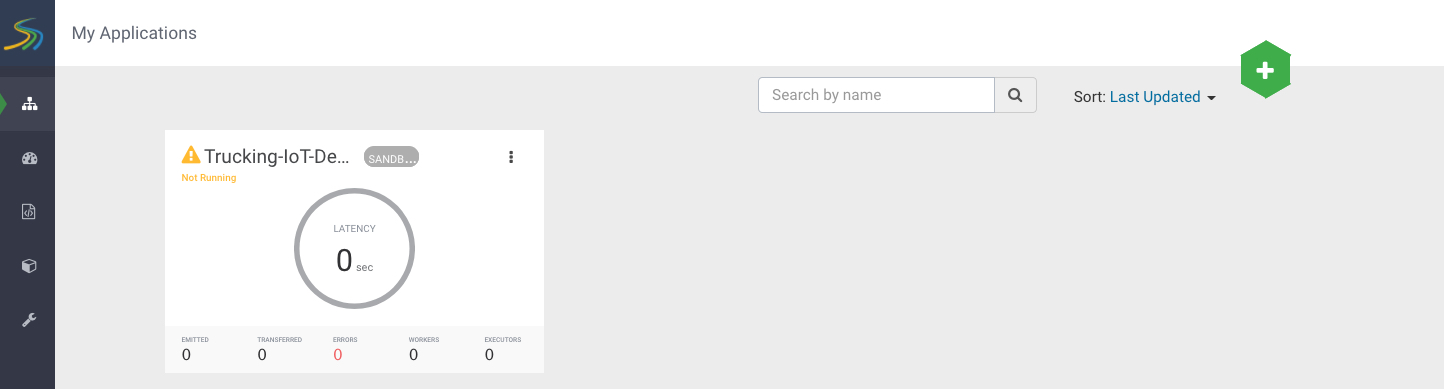 My Applications
Search by name
Sort: Last Updated
Trucking-IoT-De... SANDB...
Not Running
LATENCY
0 sec
EMITTED TRANSFERRED ERRORS WORKERS EXECUTORS
0 0 0 0 0